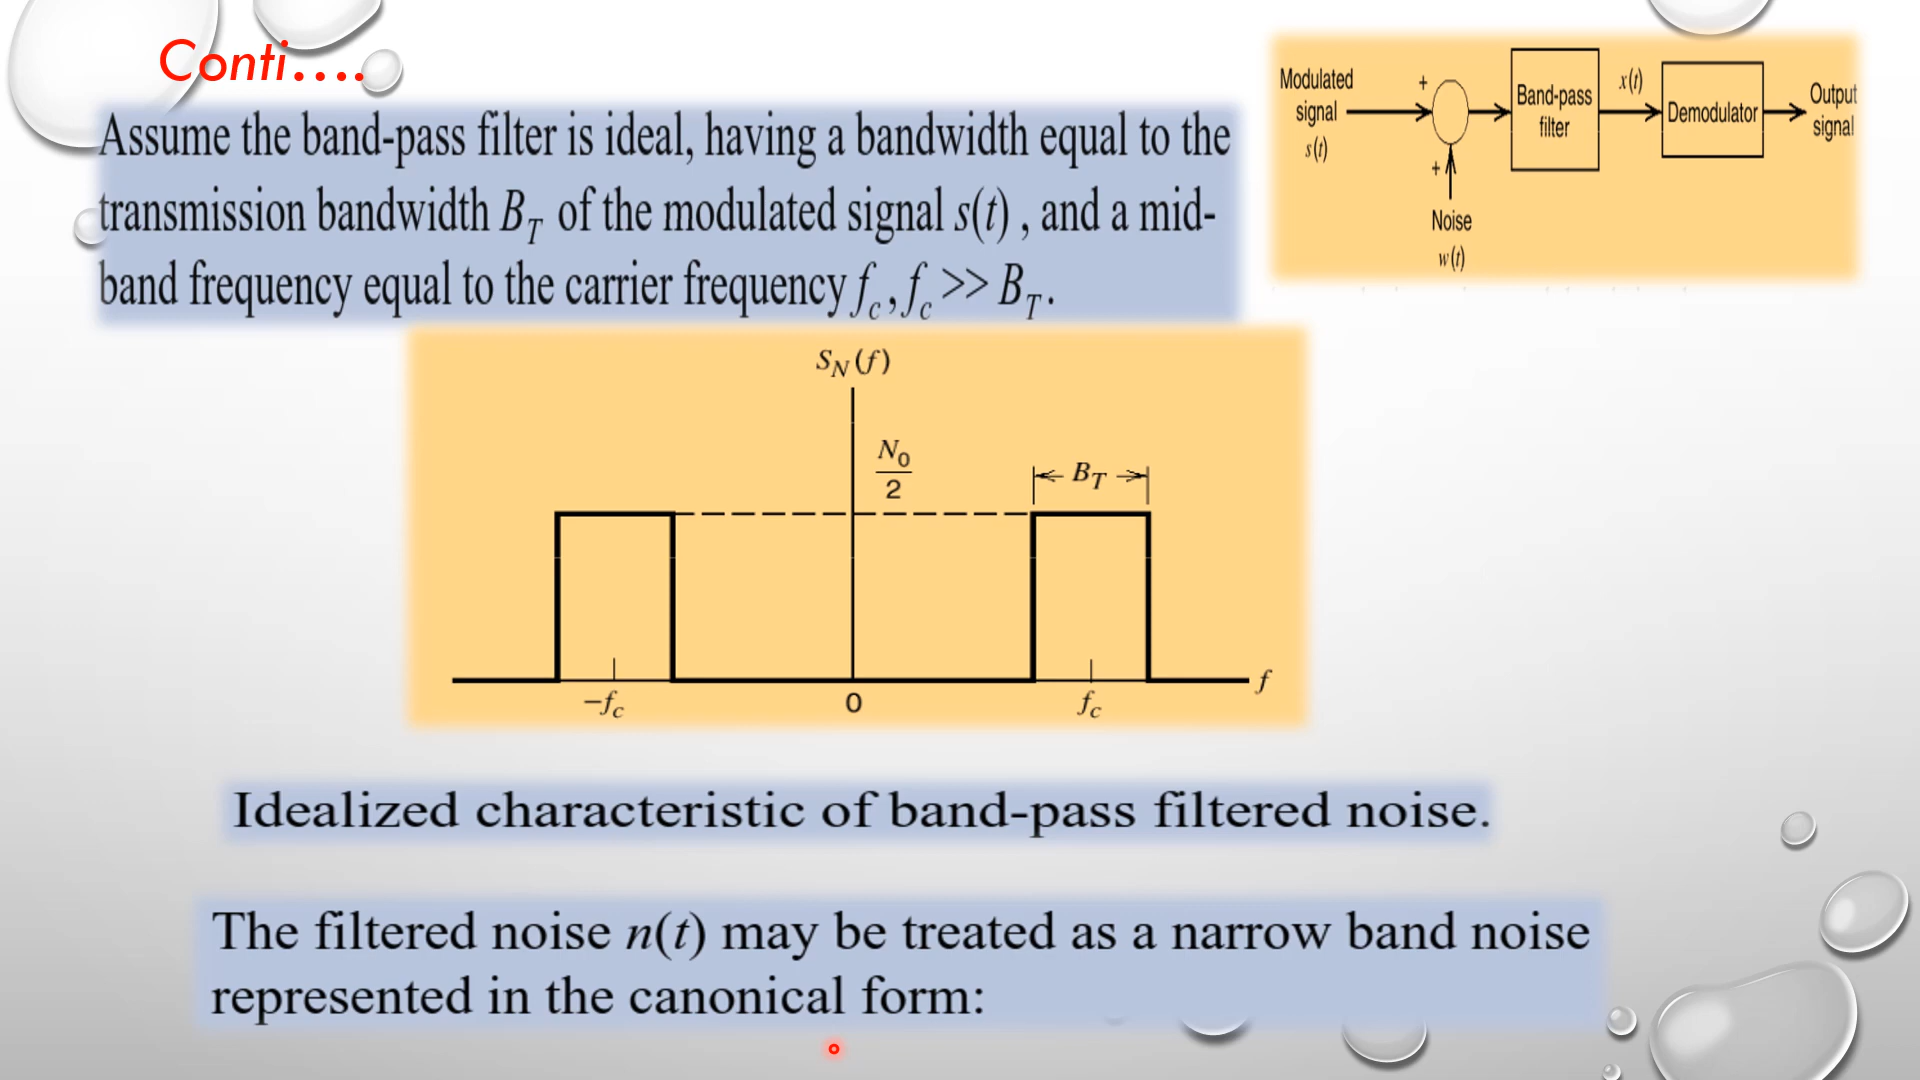 Conti....
Assume the band-pass filter is ideal, having a bandwidth equal to the
transmission bandwidth B_T of the modulated signal s(t) , and a mid-
band frequency equal to the carrier frequency f_c, f_c >> B_T.
Modulated
signal
s(t)
+
+
Noise
w(t)
Band-pass
filter
x(t)
Demodulator
Output
signal
S_N(f)
N_0
2
B_T
−f_c
0
f_c
f
Idealized characteristic of band-pass filtered noise.
The filtered noise n(t) may be treated as a narrow band noise
represented in the canonical form: